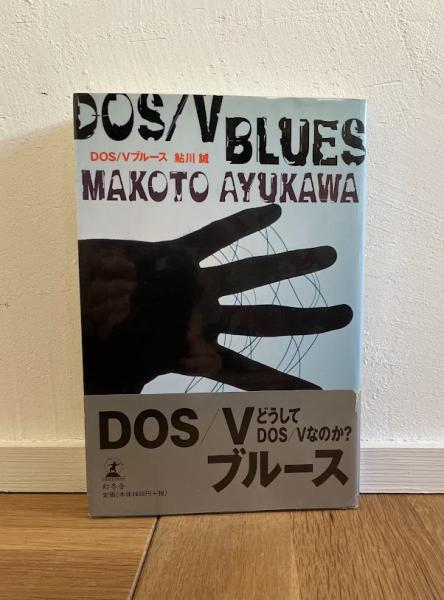 DOS/V
BLUES
DOS/Vブルース 鮎川 誠
MAKOTO AYUKAWA
DOS/V
どうして
DOS/Vなのか?
ブルース
幻冬舎